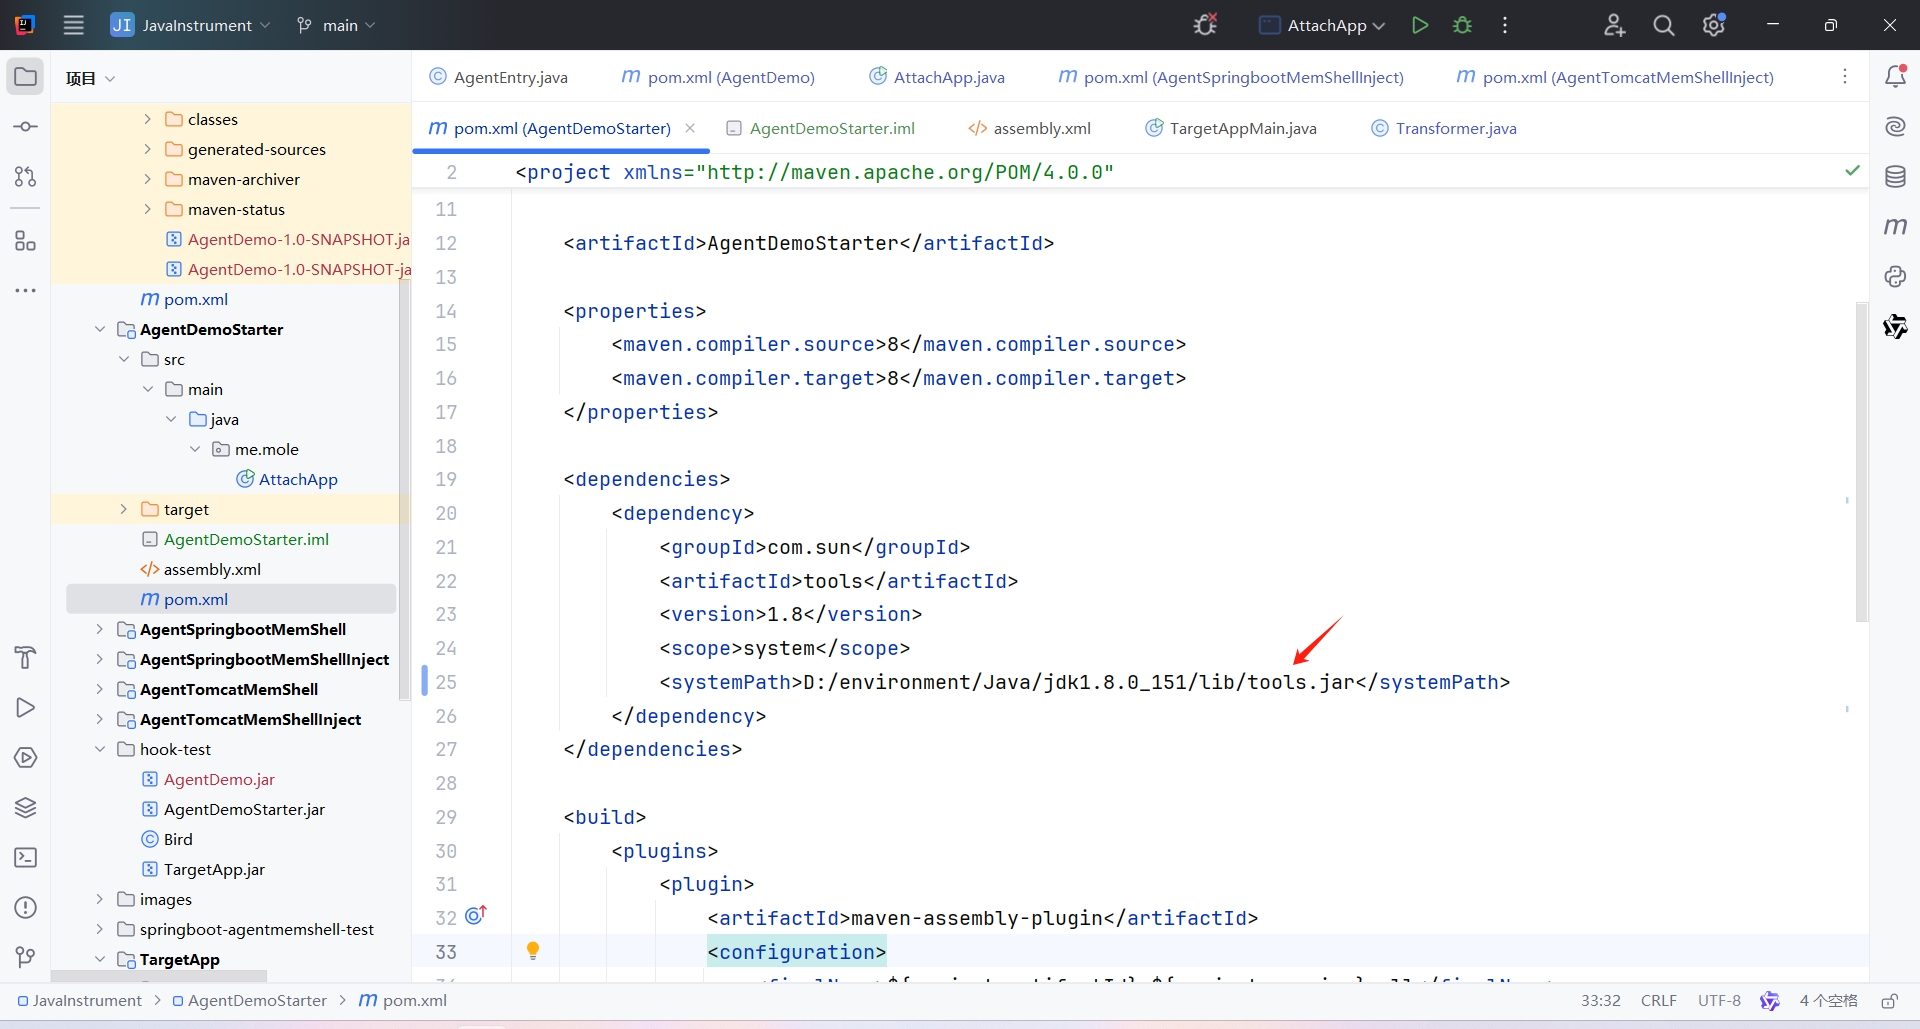 JI JavaInstrument main AttachApp
项目
AgentEntry.java pom.xml (AgentDemo) AttachApp.java pom.xml (AgentSpringbootMemShellInject) pom.xml (AgentTomcatMemShellInject)
pom.xml (AgentDemoStarter) AgentDemoStarter.iml assembly.xml TargetAppMain.java Transformer.java
classes
generated-sources
maven-archiver
maven-status
AgentDemo-1.0-SNAPSHOT.ja
AgentDemo-1.0-SNAPSHOT-ja
pom.xml
AgentDemoStarter
src
main
java
me.mole
AttachApp
target
AgentDemoStarter.iml
assembly.xml
pom.xml
AgentSpringbootMemShell
AgentSpringbootMemShellInject
AgentTomcatMemShell
AgentTomcatMemShellInject
hook-test
AgentDemo.jar
AgentDemoStarter.jar
Bird
TargetApp.jar
images
springboot-agentmemshell-test
TargetApp
2 <project xmlns="http://maven.apache.org/POM/4.0.0"
11
12 <artifactId>AgentDemoStarter</artifactId>
13
14 <properties>
15 <maven.compiler.source>8</maven.compiler.source>
16 <maven.compiler.target>8</maven.compiler.target>
17 </properties>
18
19 <dependencies>
20 <dependency>
21 <groupId>com.sun</groupId>
22 <artifactId>tools</artifactId>
23 <version>1.8</version>
24 <scope>system</scope>
25 <systemPath>D:/environment/Java/jdk1.8.0_151/lib/tools.jar</systemPath>
26 </dependency>
27 </dependencies>
28
29 <build>
30 <plugins>
31 <plugin>
32 <artifactId>maven-assembly-plugin</artifactId>
33 <configuration>
JavaInstrument > AgentDemoStarter > pom.xml
33:32 CRLF UTF-8 4 个空格